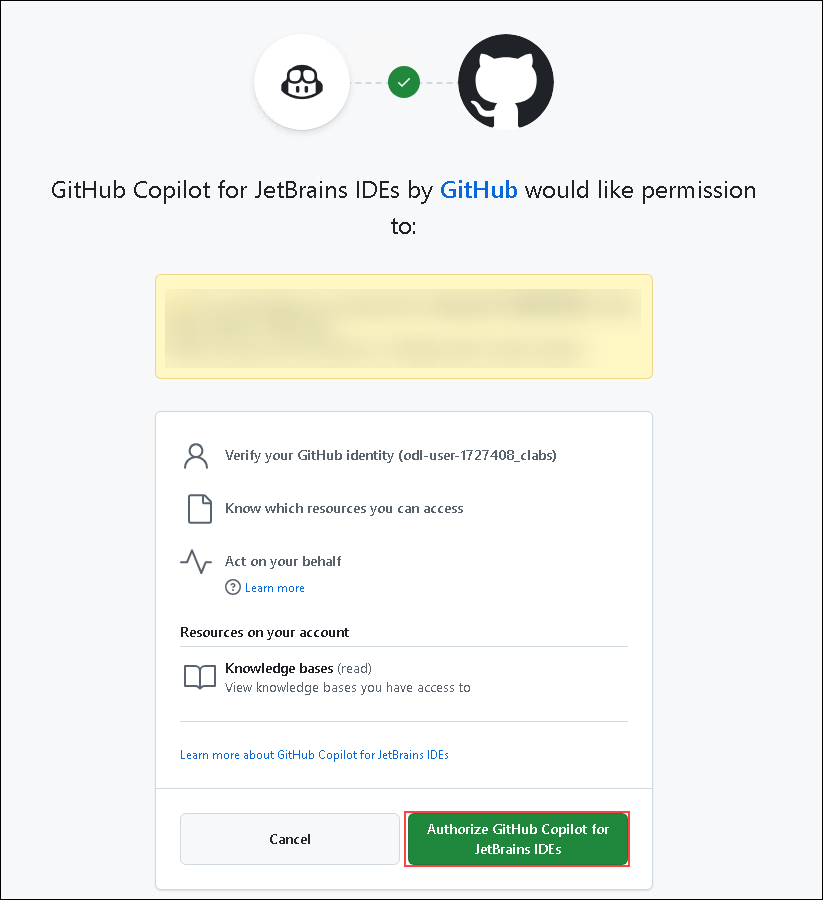 GitHub Copilot for JetBrains IDEs by GitHub would like permission
to:
Verify your GitHub identity (odl-user-1727408_clabs)
Know which resources you can access
Act on your behalf
Learn more
Resources on your account
Knowledge bases (read)
View knowledge bases you have access to
Learn more about GitHub Copilot for JetBrains IDEs
Cancel
Authorize GitHub Copilot for
JetBrains IDEs